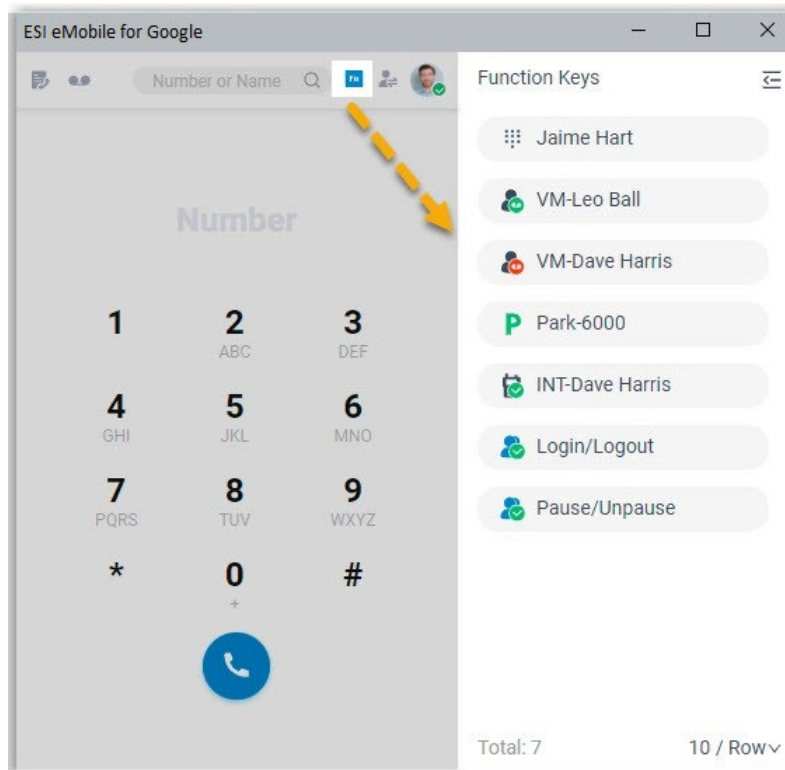 ESI eMobile for Google
Number or Name
FN
Function Keys
Jaime Hart
VM-Leo Ball
VM-Dave Harris
P Park-6000
INT-Dave Harris
Login/Logout
Pause/Unpause
Number
1 2 3
ABC DEF
4 5 6
GHI JKL MNO
7 8 9
PQRS TUV WXYZ
* 0 #
+
Total: 7 10 / Row